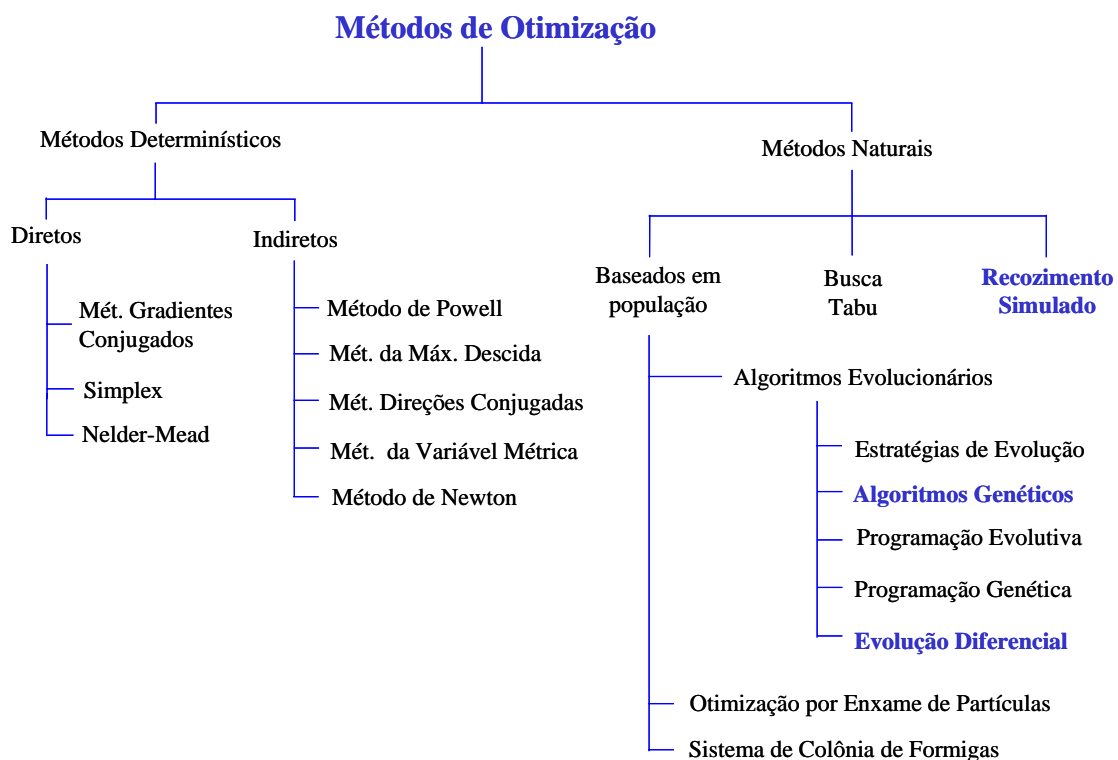 Métodos de Otimização
Métodos Determinísticos
Métodos Naturais
Diretos
Indiretos
Mét. Gradientes
Conjugados
Simplex
Nelder-Mead
Método de Powell
Mét. da Máx. Descida
Mét. Direções Conjugadas
Mét. da Variável Métrica
Método de Newton
Baseados em
população
Busca
Tabu
Recozimento
Simulado
Algoritmos Evolucionários
Estratégias de Evolução
Algoritmos Genéticos
Programação Evolutiva
Programação Genética
Evolução Diferencial
Otimização por Enxame de Partículas
Sistema de Colônia de Formigas